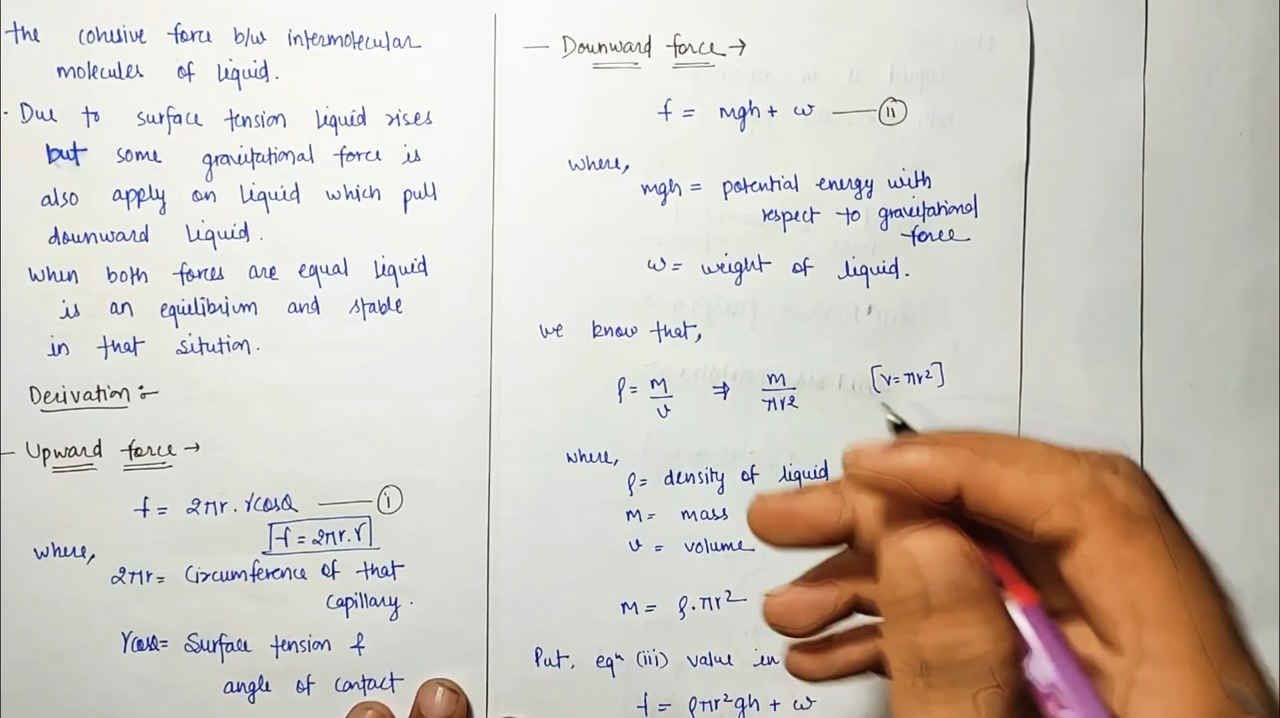 the cohusive force b/w intermolecular
molecules of liquid.
· Due to surface tension liquid rises
but some gravitational force is
also apply on liquid which pull
downward liquid.
when both forces are equal liquid
is an equilibrium and stable
in that sitution.
Derivation :-
- Upward force →
f = 2πr. γcosθ —— (i)
f = 2πr.γ
where,
2πr = Circumference of that
capillary.
γcosθ = Surface tension &
angle of contact
- Downward force →
f = mgh + w —— (ii)
where,
mgh = potential energy with
respect to gravitational
force
w = weight of liquid.
we know that,
ρ = m/v ⇒ m/πr² [v = πr²]
where,
ρ = density of liquid
m = mass
v = volume
m = ρ.πr²
Put, eqⁿ (iii) value in
f = ρπr²gh + w